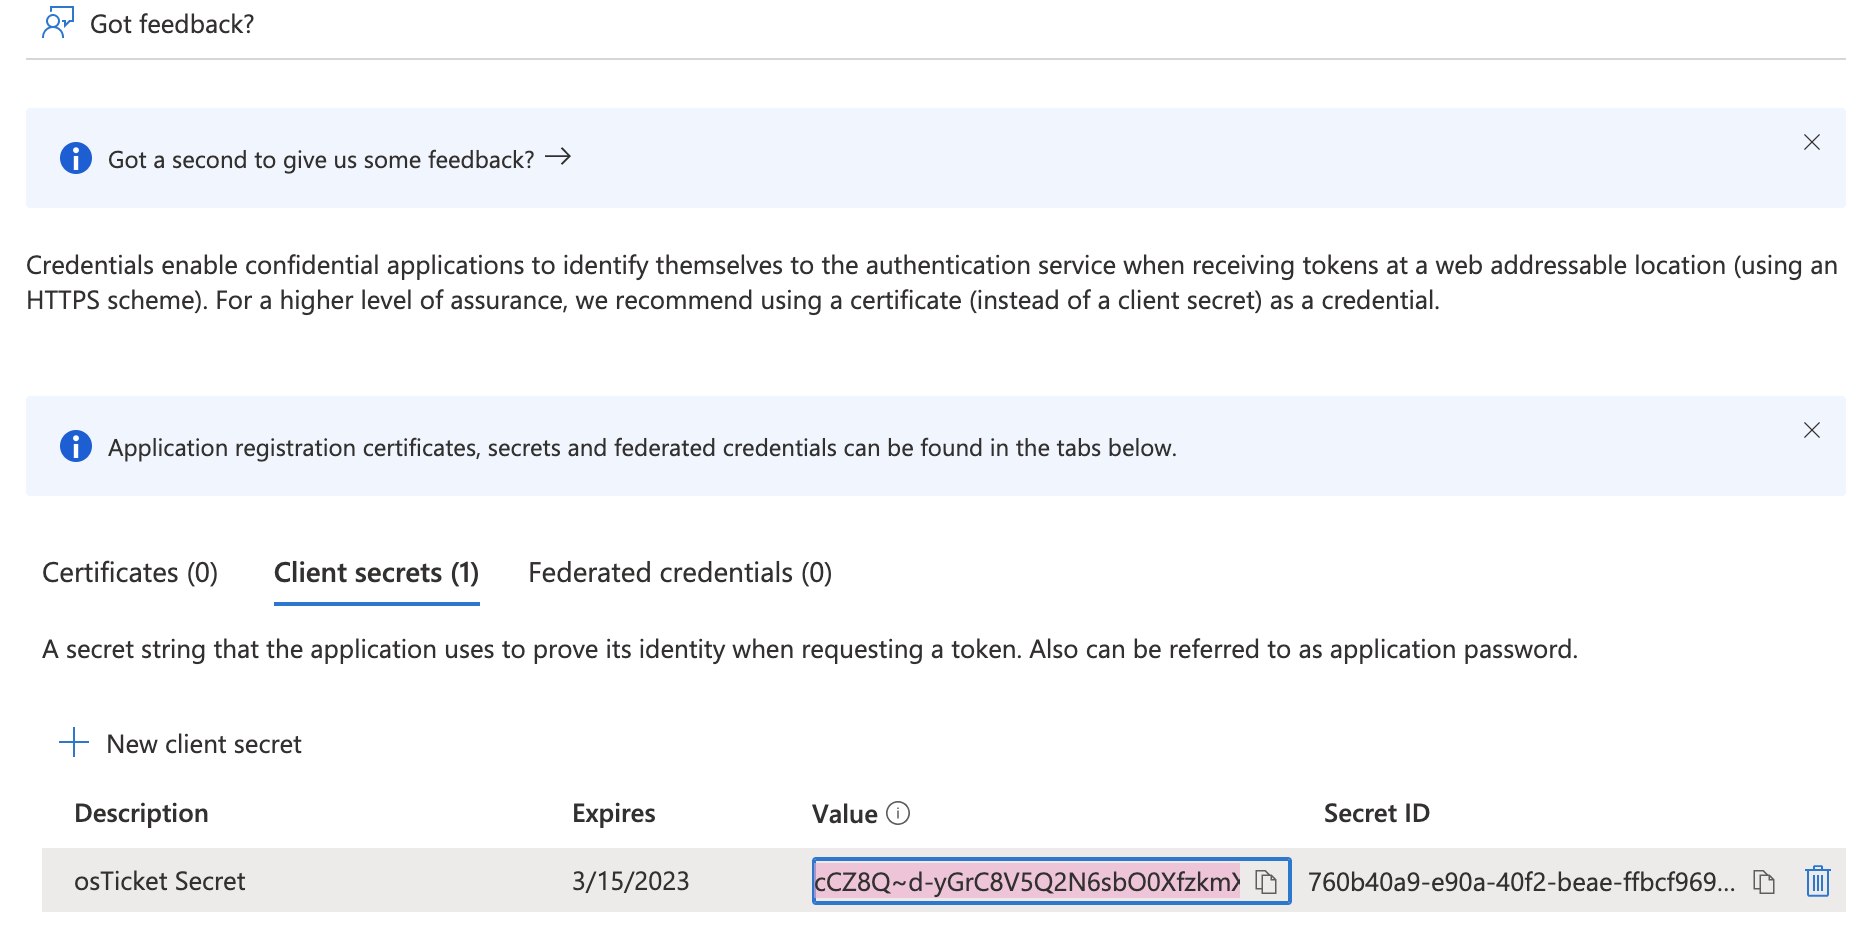 Got feedback?
Got a second to give us some feedback? →
Credentials enable confidential applications to identify themselves to the authentication service when receiving tokens at a web addressable location (using an
HTTPS scheme). For a higher level of assurance, we recommend using a certificate (instead of a client secret) as a credential.
Application registration certificates, secrets and federated credentials can be found in the tabs below.
Certificates (0) Client secrets (1) Federated credentials (0)
A secret string that the application uses to prove its identity when requesting a token. Also can be referred to as application password.
New client secret
Description Expires Value Secret ID
osTicket Secret 3/15/2023 cCZ8Q~d-yGrC8V5Q2N6sbO0XfzkmX 760b40a9-e90a-40f2-beae-ffbcf969...